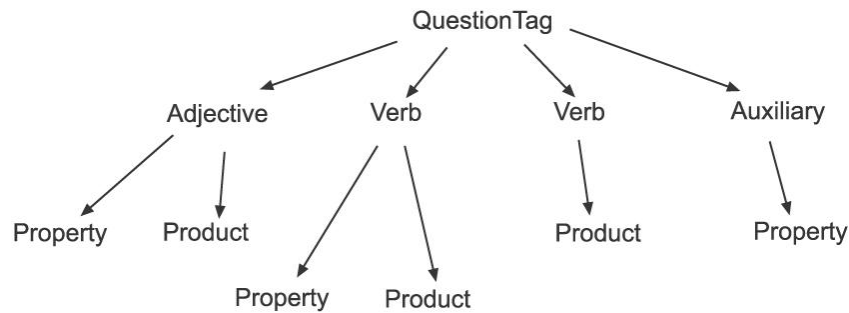 QuestionTag
Adjective Verb Verb Auxiliary
Property Product Product Property
Property Product